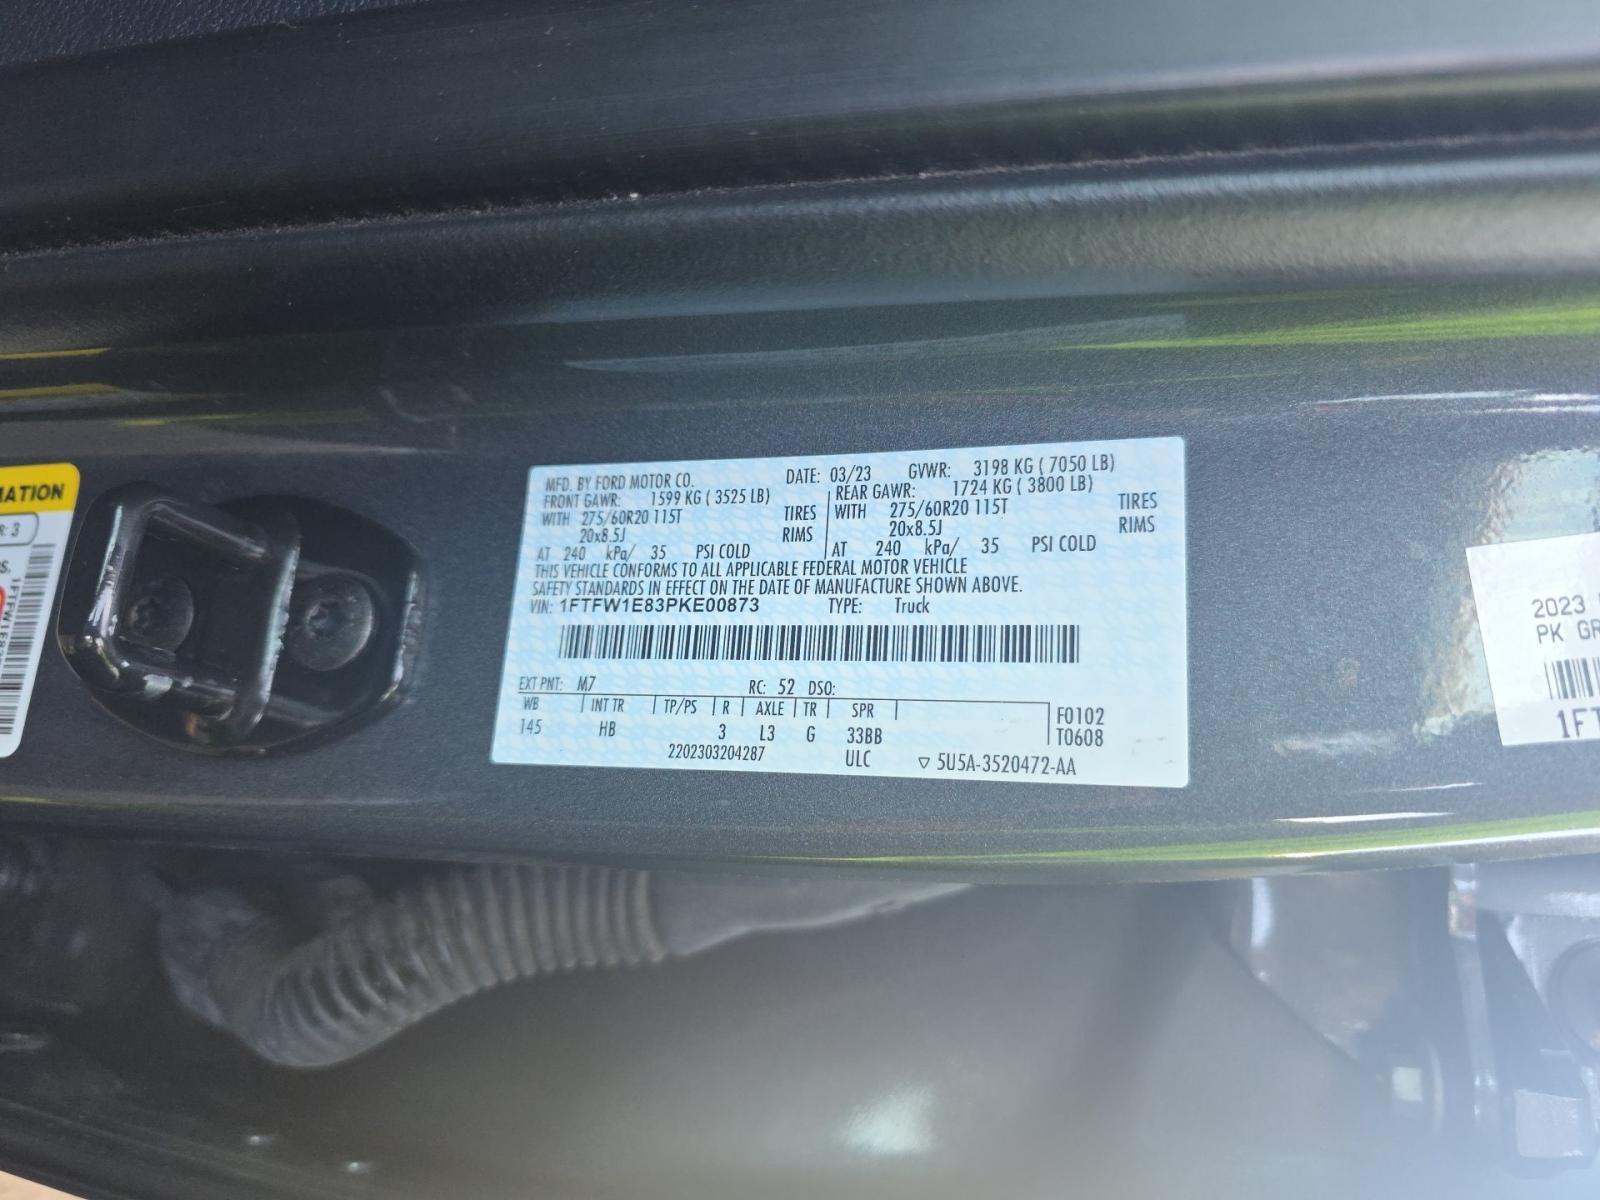 MATION
R: 3
S.
1FTFW1E83
MFD. BY FORD MOTOR CO. DATE: 03/23 GVWR: 3198 KG ( 7050 LB)
FRONT GAWR: 1599 KG ( 3525 LB) REAR GAWR: 1724 KG ( 3800 LB)
WITH 275/60R20 115T TIRES WITH 275/60R20 115T TIRES
20x8.5J RIMS 20x8.5J RIMS
AT 240 kPa/ 35 PSI COLD AT 240 kPa/ 35 PSI COLD
THIS VEHICLE CONFORMS TO ALL APPLICABLE FEDERAL MOTOR VEHICLE
SAFETY STANDARDS IN EFFECT ON THE DATE OF MANUFACTURE SHOWN ABOVE.
VIN: 1FTFW1E83PKE00873 TYPE: Truck
EXT PNT: M7 RC: 52 DSO:
WB INT TR TP/PS R AXLE TR SPR F0102
145 HB 3 L3 G 33BB T0608
2202303204287 ULC ▽ 5U5A-3520472-AA
2023
PK GR
1FT